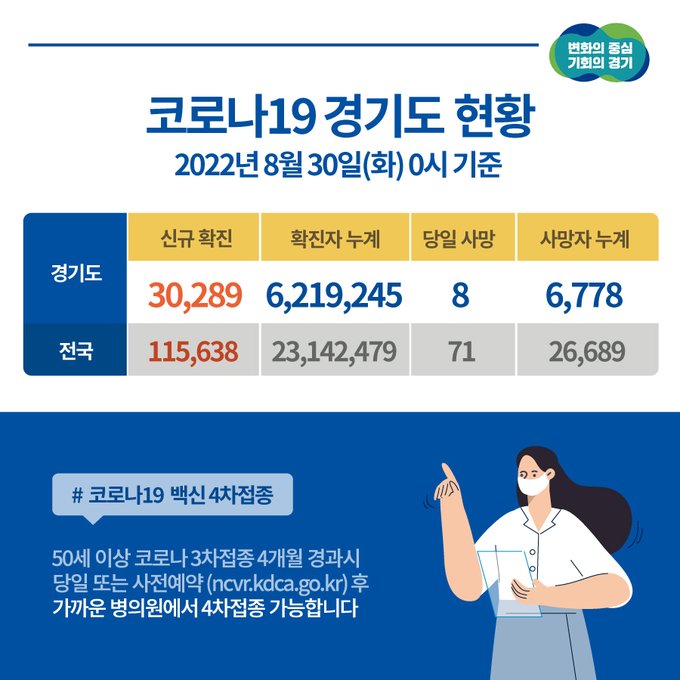 변화의 중심
기회의 경기
코로나19 경기도 현황
2022년 8월 30일(화) 0시 기준
신규 확진 확진자 누계 당일 사망 사망자 누계
경기도
30,289 6,219,245 8 6,778
전국 115,638 23,142,479 71 26,689
# 코로나19 백신 4차접종
50세 이상 코로나 3차접종 4개월 경과시
당일 또는 사전예약 (ncvr.kdca.go.kr) 후
가까운 병의원에서 4차접종 가능합니다